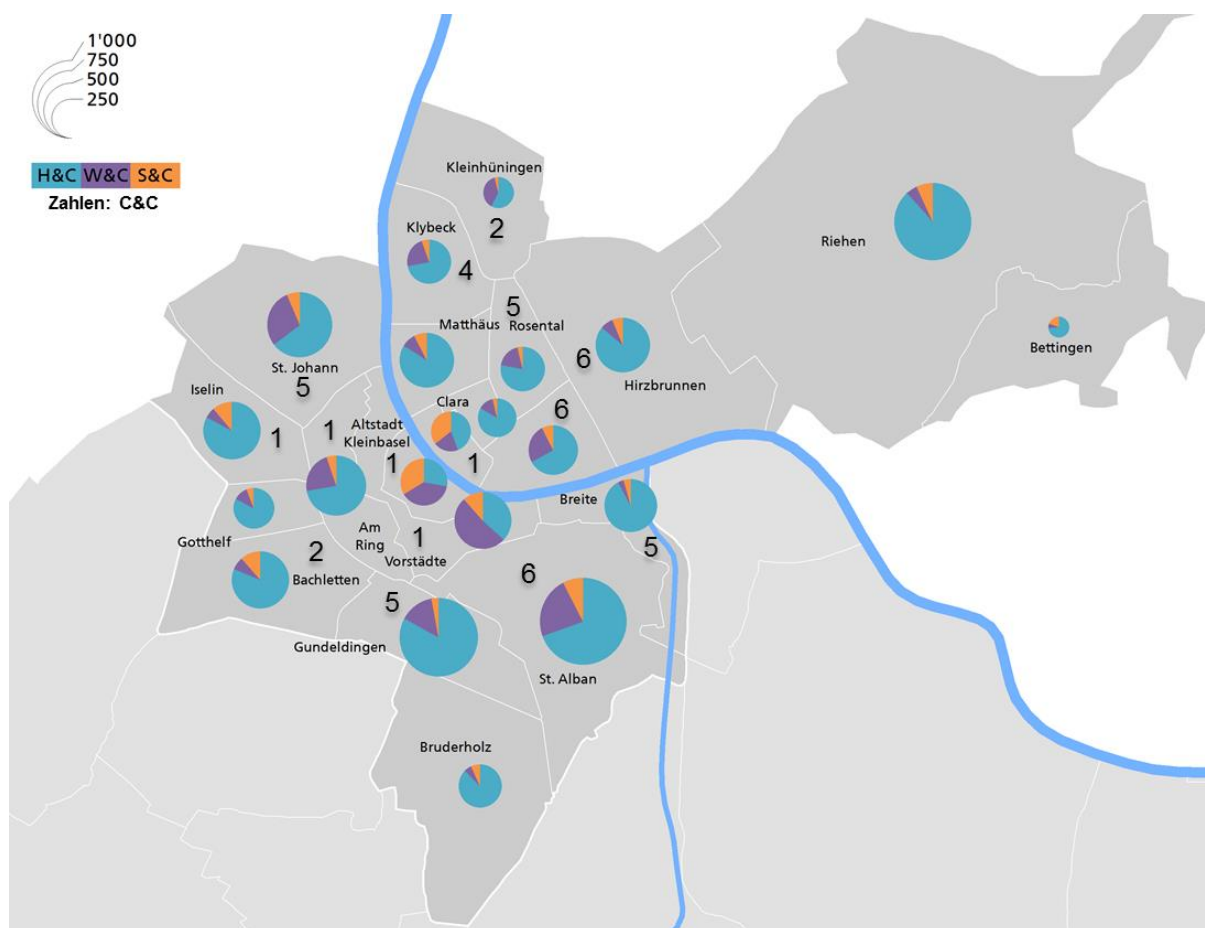 1'000
750
500
250
H&C W&C S&C
Zahlen: C&C
Kleinhüningen
2
Klybeck
4
Riehen
5
Matthäus
Rosental
Bettingen
6
Hirzbrunnen
St. Johann
5
Iselin
1
1
Altstadt
Kleinbasel
Clara
6
1
1
Breite
5
Gotthelf
Am
Ring
1
Vorstädte
2
Bachletten
6
5
Gundeldingen
St. Alban
Bruderholz